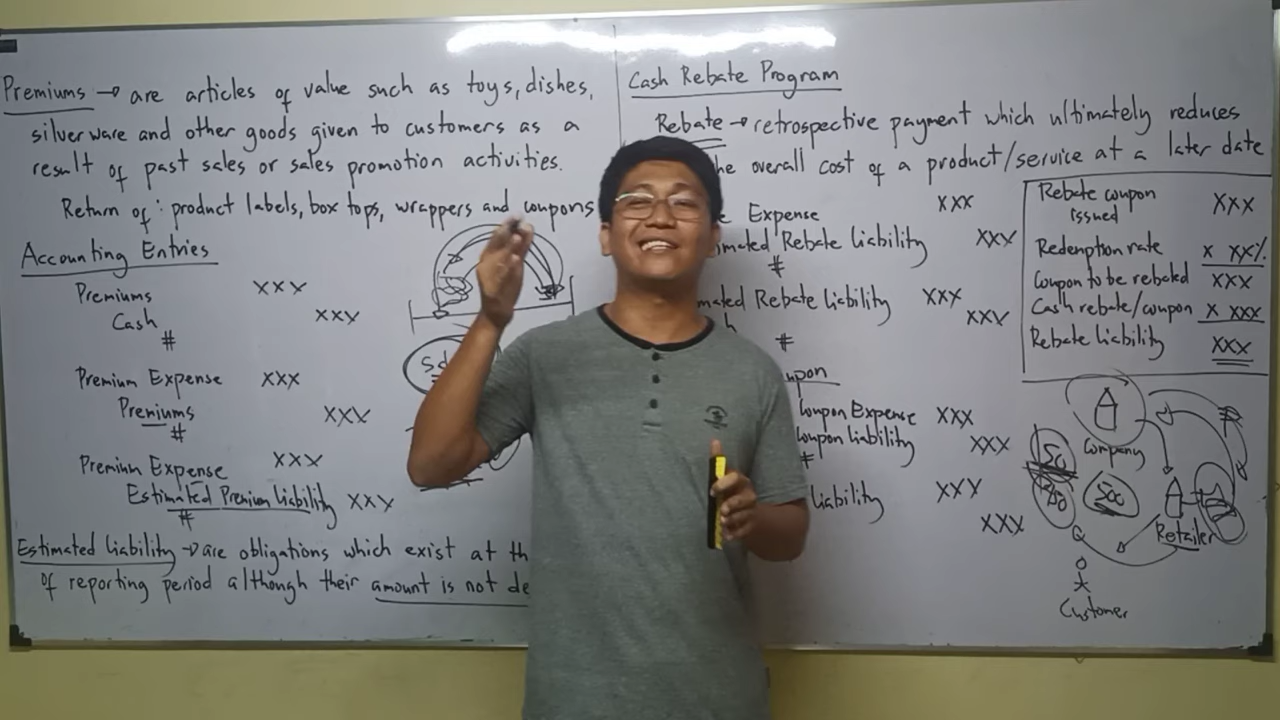 Premiums → are articles of value such as toys, dishes,
silverware and other goods given to customers as a
result of past sales or sales promotion activities.
Return of : product labels, box tops, wrappers and coupons
Accounting Entries
Premiums XXX
Cash XXX
#
Premium Expense XXX
Premiums XXX
#
Premium Expense XXX
Estimated Premium Liability XXX
#
Estimated Liability → are obligations which exist at th
of reporting period although their amount is not de
Cash Rebate Program
Rebate → retrospective payment which ultimately reduces
he overall cost of a product/service at a later date
Expense XXX
mated Rebate Liability XXX
#
mated Rebate Liability XXX
h XXX
#
upon
Coupon Expense XXX
Coupon Liability XXX
#
Liability XXX
XXX
Rebate coupon
issued XXX
Redemption rate X XX%
Coupon to be rebated XXX
Cash rebate/coupon X XXX
Rebate Liability XXX
Company
Retailer
Customer